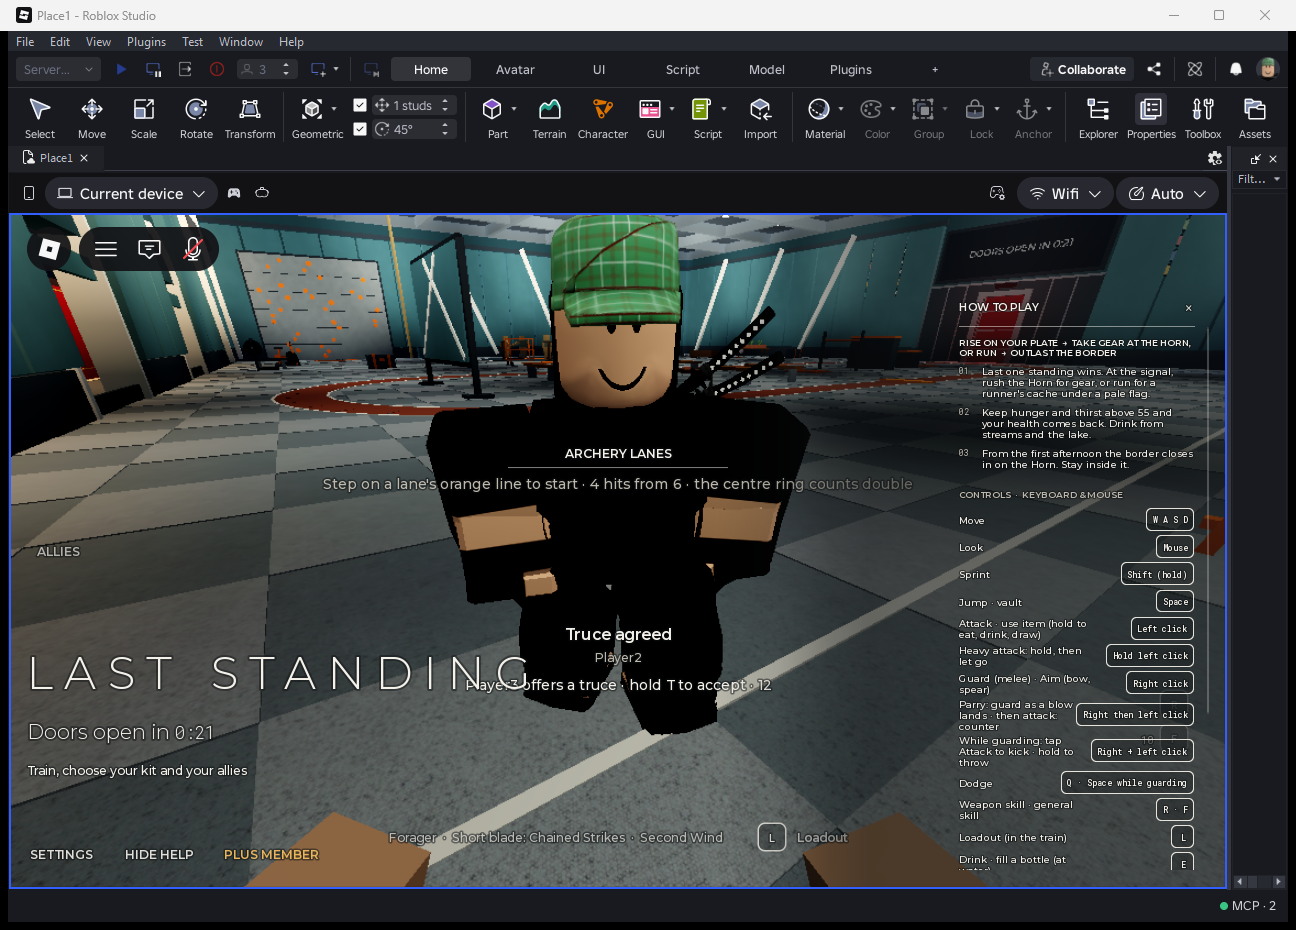 Place1 - Roblox Studio
File Edit View Plugins Test Window Help
Server... 3 Home Avatar UI Script Model Plugins + Collaborate
1 studs
45°
Select Move Scale Rotate Transform Geometric Part Terrain Character GUI Script Import Material Color Group Lock Anchor Explorer Properties Toolbox Assets
Place1
Filt...
Current device Wifi Auto
DOORS OPEN IN 0:21
HOW TO PLAY ×
RISE ON YOUR PLATE → TAKE GEAR AT THE HORN,
OR RUN → OUTLAST THE BORDER
01 Last one standing wins. At the signal,
rush the Horn for gear, or run for a
runner's cache under a pale flag.
02 Keep hunger and thirst above 55 and
your health comes back. Drink from
streams and the lake.
03 From the first afternoon the border closes
in on the Horn. Stay inside it.
CONTROLS · KEYBOARD & MOUSE
Move W A S D
Look Mouse
Sprint Shift (hold)
Jump · vault Space
Attack · use item (hold to
eat, drink, draw) Left click
Heavy attack: hold, then
let go Hold left click
Guard (melee) · Aim (bow,
spear) Right click
Parry: guard as a blow
lands · then attack:
counter Right then left click
While guarding: tap
Attack to kick · hold to
throw Right + left click
Dodge Q · Space while guarding
Weapon skill · general
skill R · F
Loadout (in the train) L
Drink · fill a bottle (at
water) E
ARCHERY LANES
Step on a lane's orange line to start · 4 hits from 6 · the centre ring counts double
ALLIES
Truce agreed
Player2
Player3 offers a truce · hold T to accept · 12
LAST STANDING
Doors open in 0:21
Train, choose your kit and your allies
Forager · Short blade: Chained Strikes · Second Wind L Loadout
SETTINGS HIDE HELP PLUS MEMBER
MCP · 2